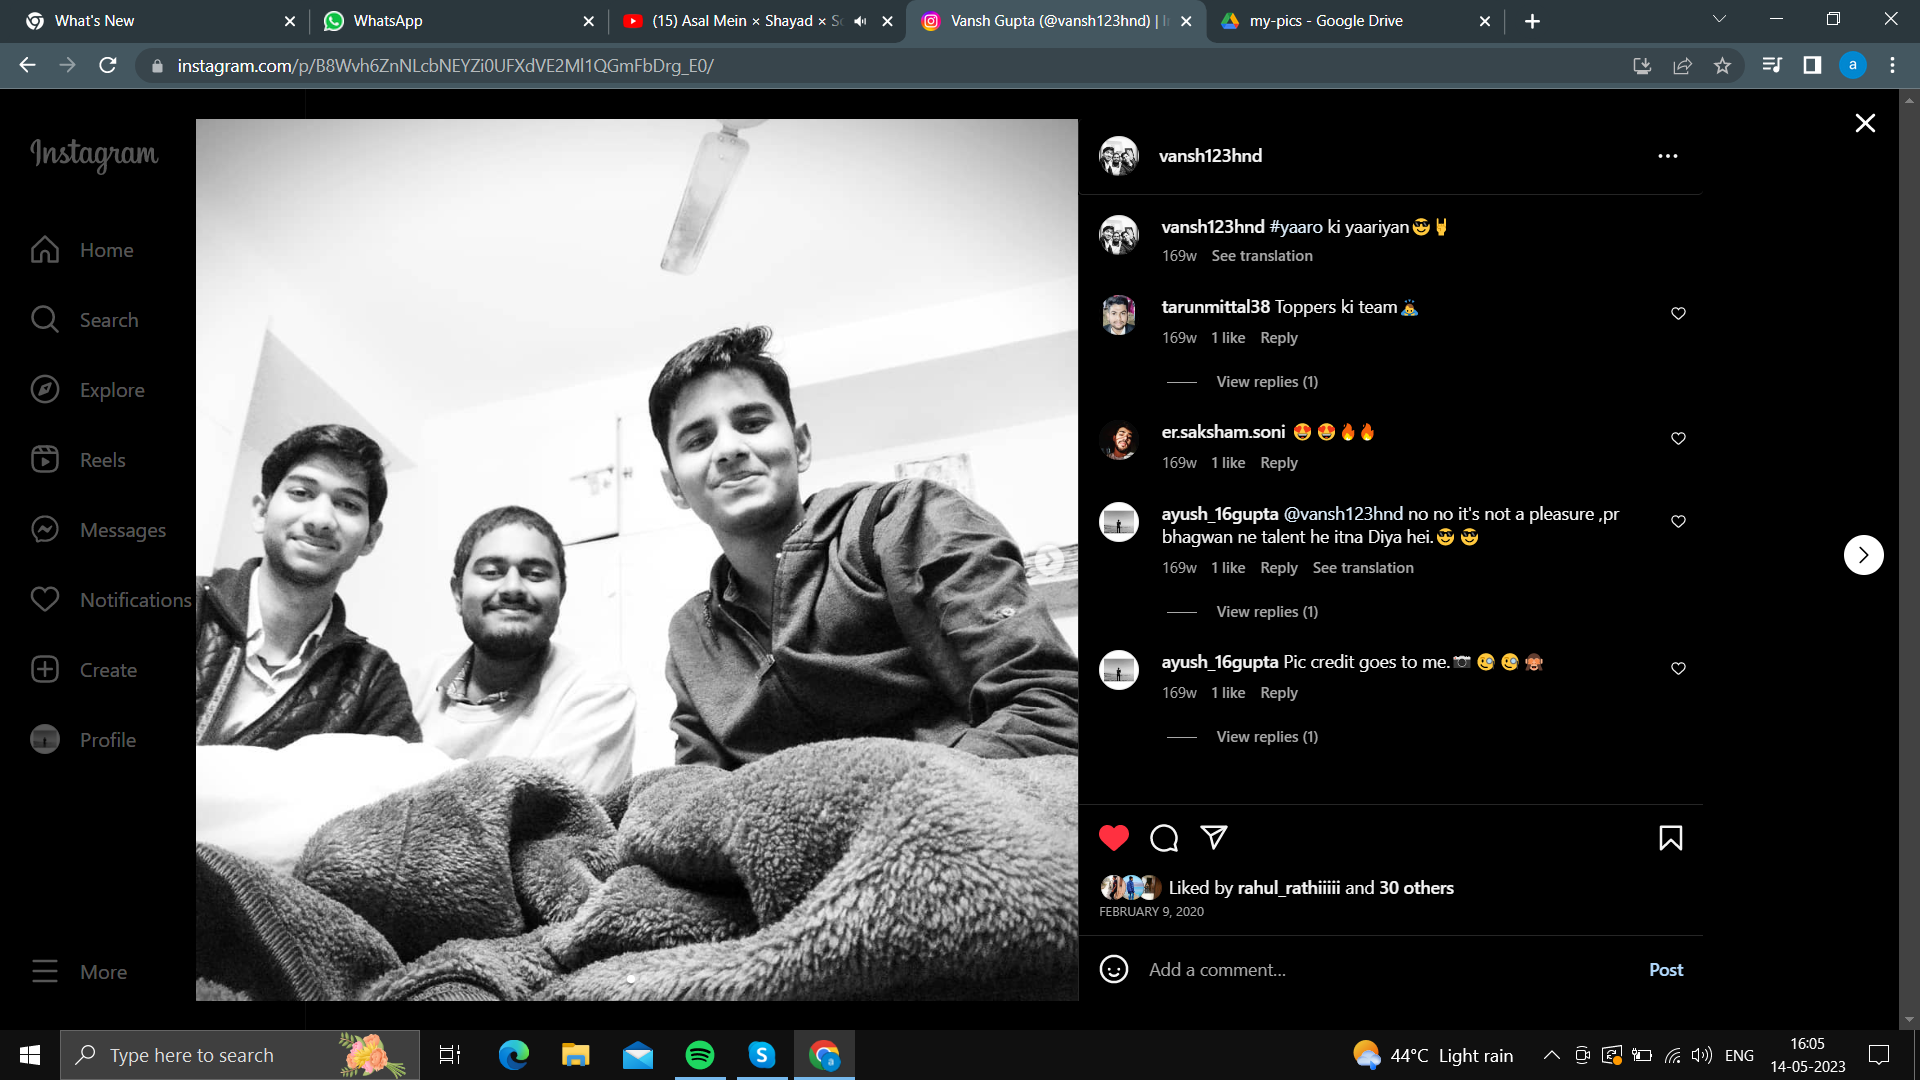 What's New
WhatsApp
(15) Asal Mein × Shayad × S
Vansh Gupta (@vansh123hnd) | I
my-pics - Google Drive
instagram.com/p/B8Wvh6ZnNLcbNEYZi0UFXdVE2Ml1QGmFbDrg_E0/
a
Instagram
Home
Search
Explore
Reels
Messages
Notifications
Create
Profile
More
vansh123hnd
vansh123hnd #yaaro ki yaariyan😎🤘
169w See translation
tarunmittal38 Toppers ki team🙇
169w 1 like Reply
View replies (1)
er.saksham.soni 😍😍🔥🔥
169w 1 like Reply
ayush_16gupta @vansh123hnd no no it's not a pleasure ,pr
bhagwan ne talent he itna Diya hei.😎😎
169w 1 like Reply See translation
View replies (1)
ayush_16gupta Pic credit goes to me.📷🧐🧐🙈
169w 1 like Reply
View replies (1)
Liked by rahul_rathiiiii and 30 others
FEBRUARY 9, 2020
Add a comment...
Post
Type here to search
44°C Light rain
ENG
16:05
14-05-2023